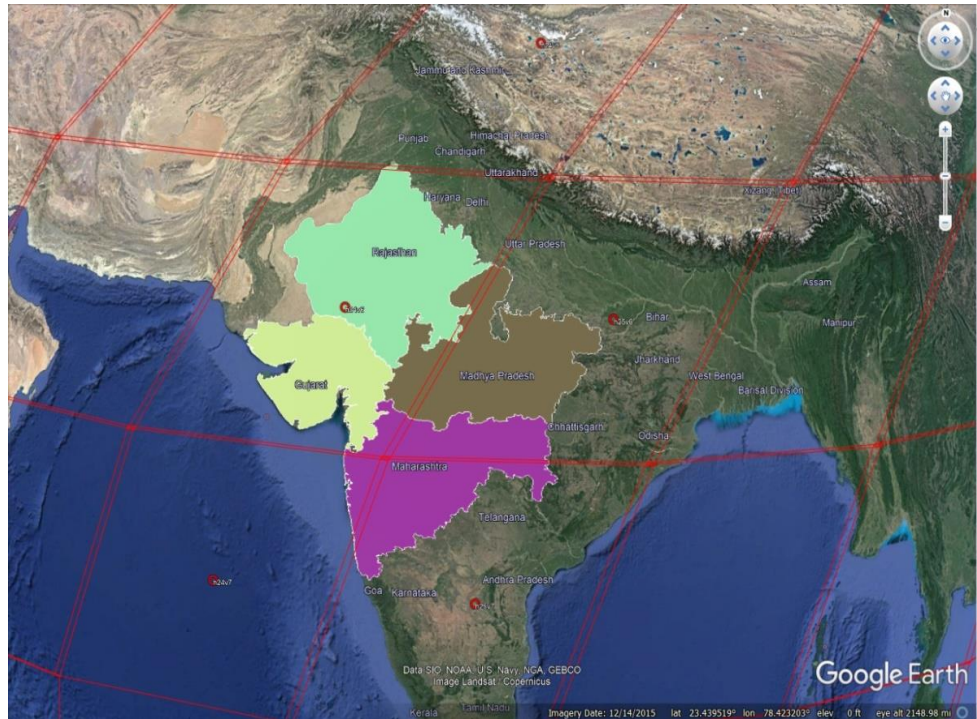 N
Jammu and Kashmir
Punjab
Himachal Pradesh
Chandigarh
Uttarakhand
Xizang (Tibet)
Haryana
Delhi
Uttar Pradesh
Rajasthan
Assam
h24v6
h25v6
Bihar
Manipur
Jharkhand
Gujarat
Madhya Pradesh
West Bengal
Barisal Division
Chhattisgarh
Odisha
Maharashtra
Telangana
h24v7
Andhra Pradesh
Goa
Karnataka
Data SIO, NOAA, U.S. Navy, NGA, GEBCO
Image Landsat / Copernicus
Google Earth
Kerala
Tamil Nadu
Imagery Date: 12/14/2015 lat 23.439519° lon 78.423203° elev 0 ft eye alt 2148.98 mi